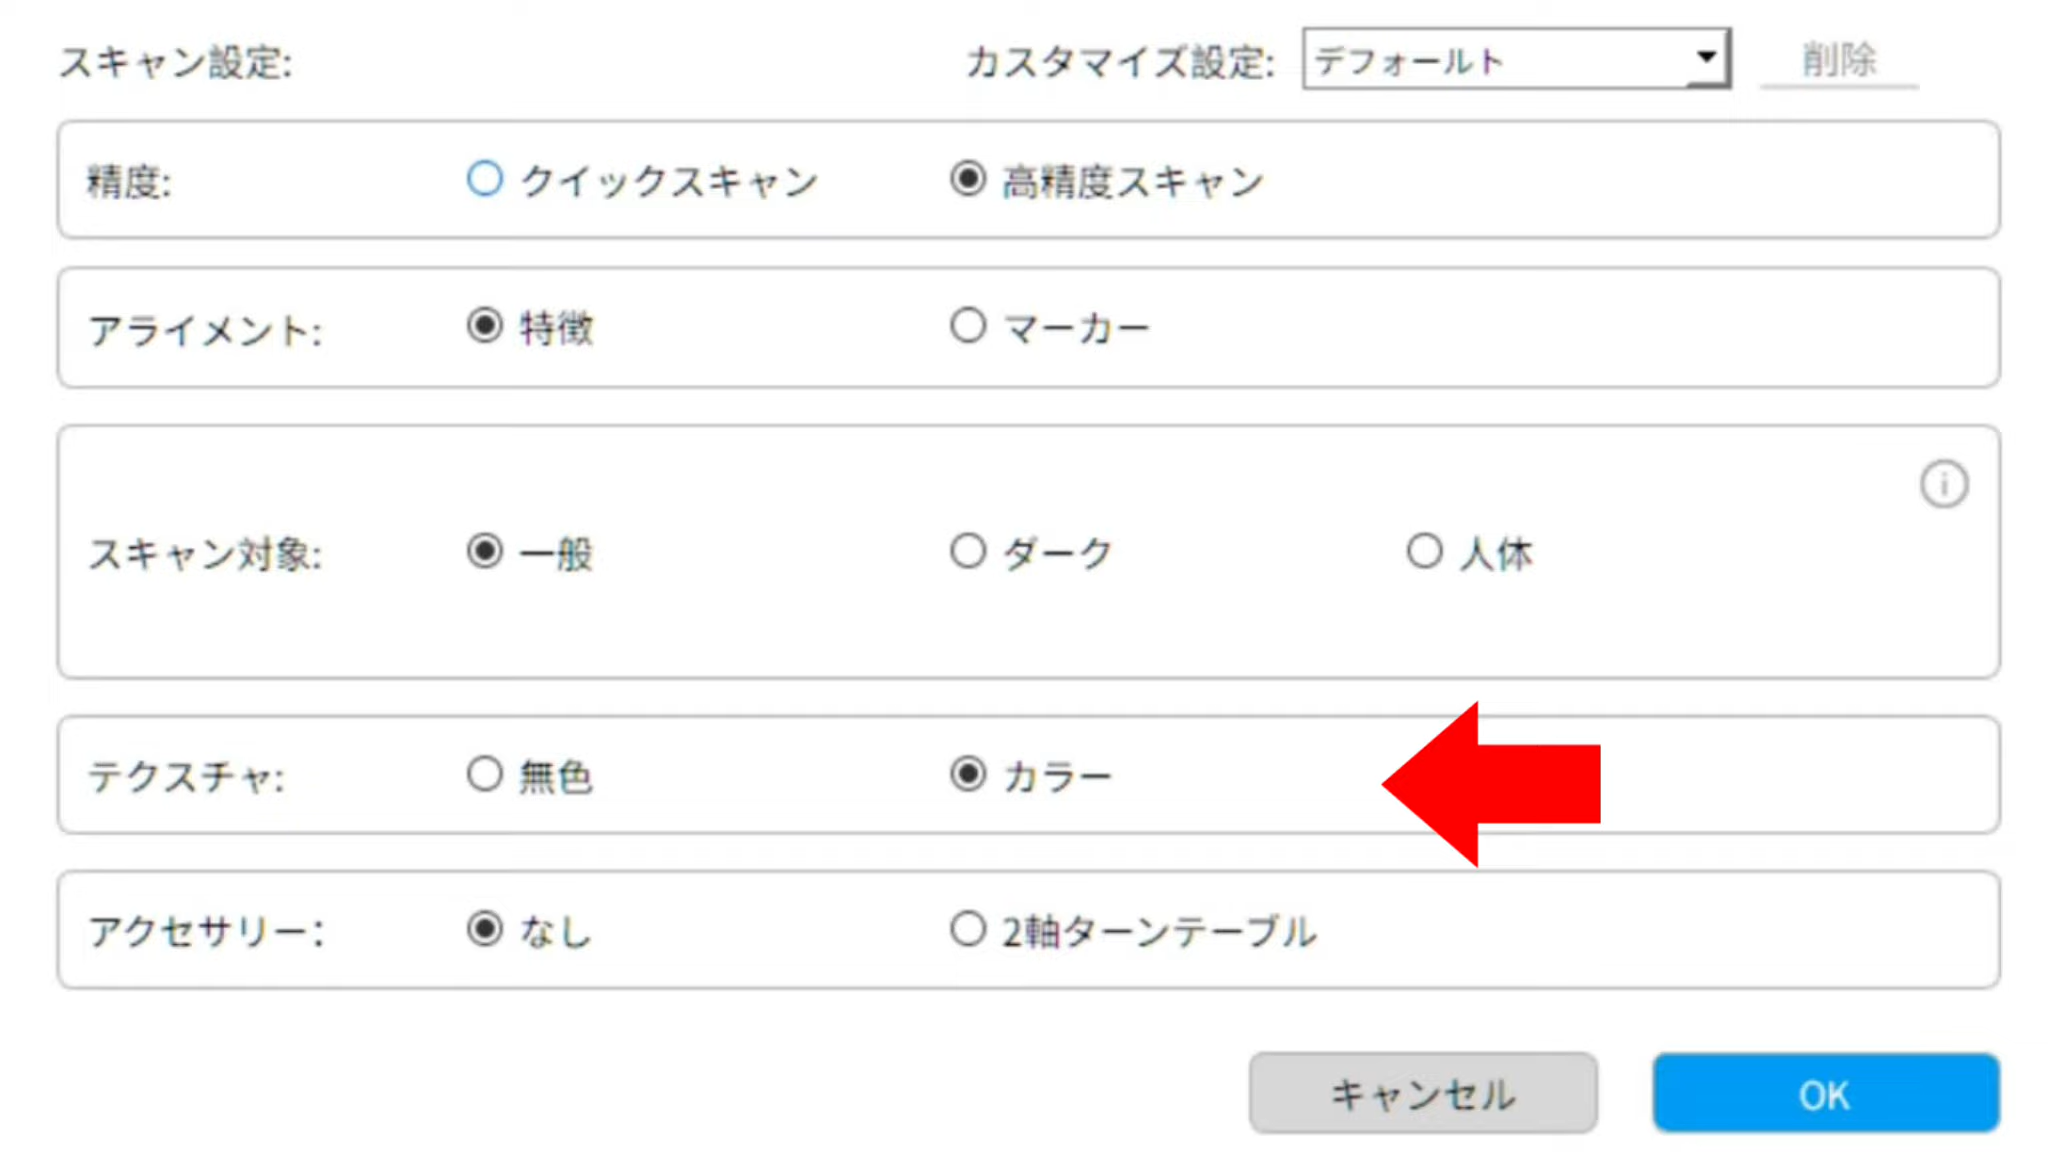 スキャン設定: カスタマイズ設定: デフォールト 削除
精度: クイックスキャン 高精度スキャン
アライメント: 特徴 マーカー
スキャン対象: 一般 ダーク 人体
テクスチャ: 無色 カラー
アクセサリー: なし 2軸ターンテーブル
キャンセル OK